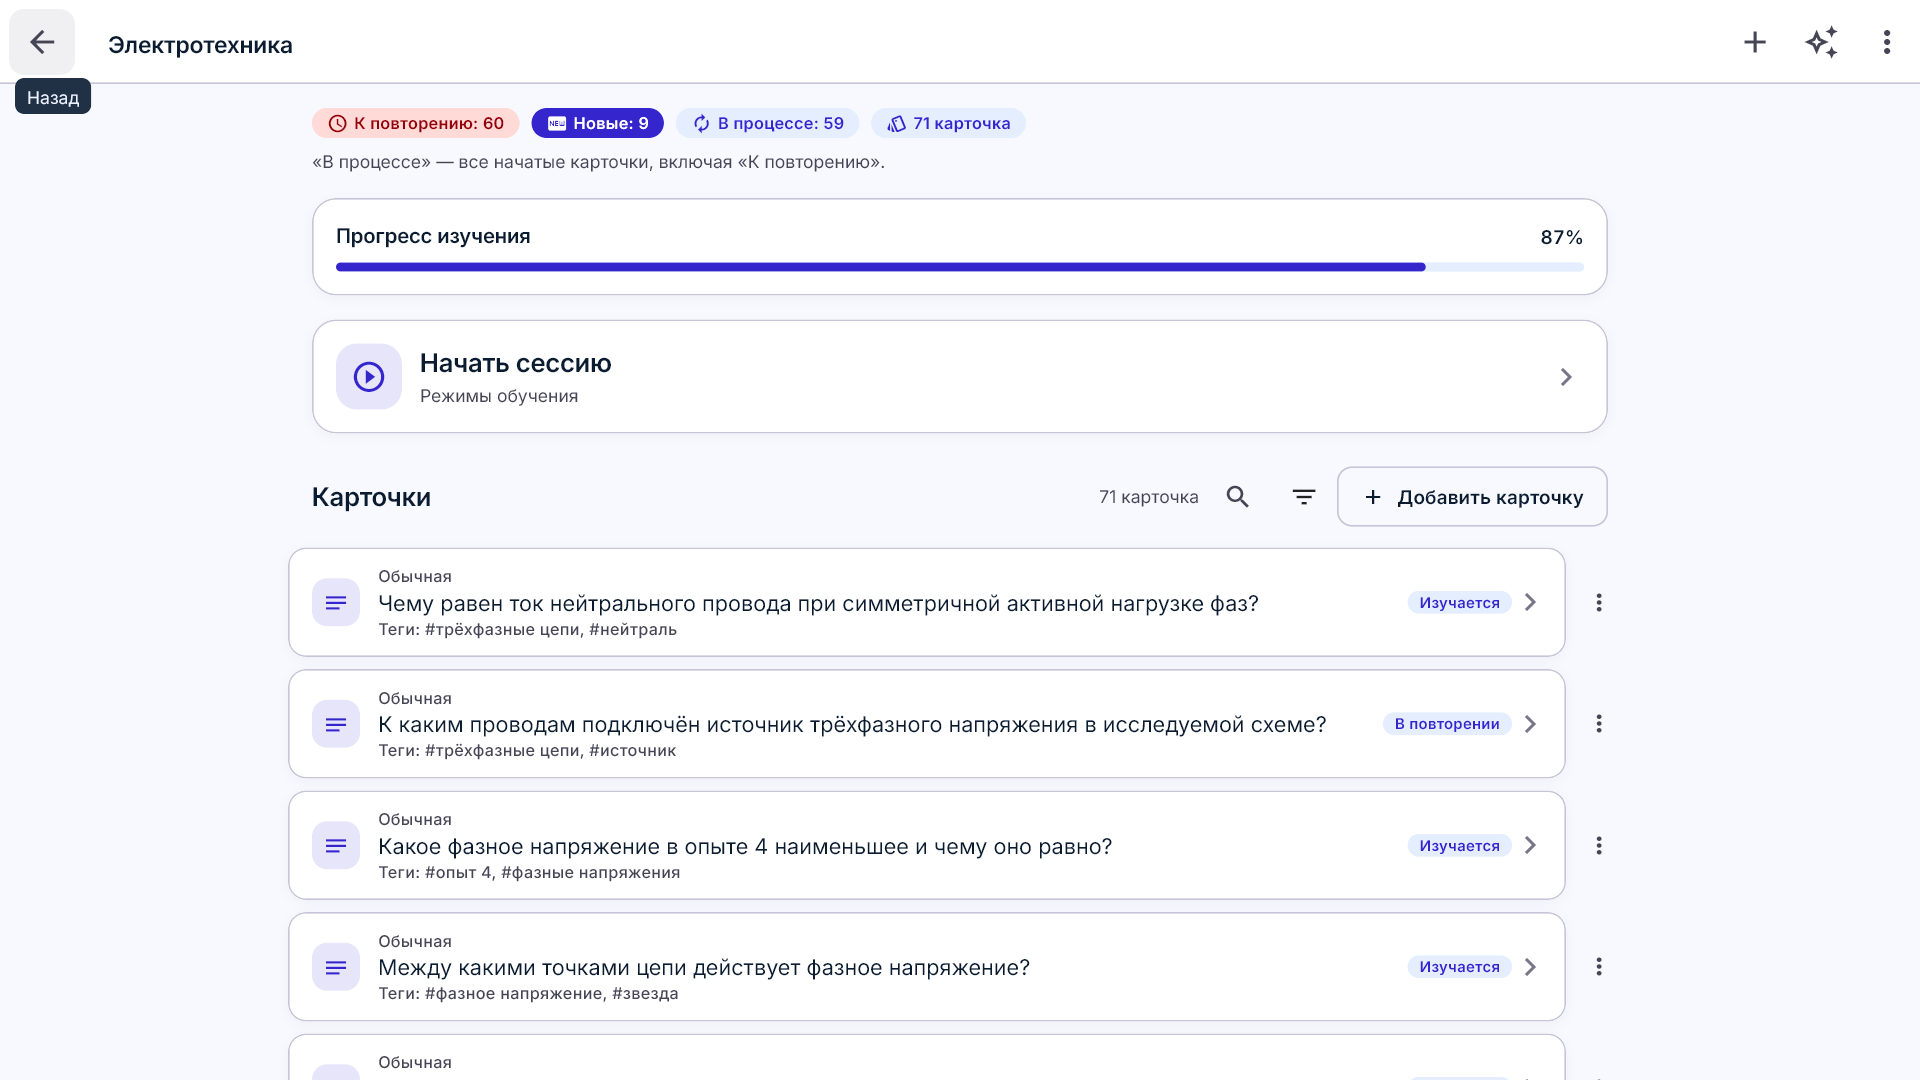 Электротехника
Назад
К повторению: 60
NEW Новые: 9
В процессе: 59
71 карточка
«В процессе» — все начатые карточки, включая «К повторению».
Прогресс изучения
87%
Начать сессию
Режимы обучения
Карточки
71 карточка
+ Добавить карточку
Обычная
Чему равен ток нейтрального провода при симметричной активной нагрузке фаз?
Теги: #трёхфазные цепи, #нейтраль
Изучается
Обычная
К каким проводам подключён источник трёхфазного напряжения в исследуемой схеме?
Теги: #трёхфазные цепи, #источник
В повторении
Обычная
Какое фазное напряжение в опыте 4 наименьшее и чему оно равно?
Теги: #опыт 4, #фазные напряжения
Изучается
Обычная
Между какими точками цепи действует фазное напряжение?
Теги: #фазное напряжение, #звезда
Изучается
Обычная